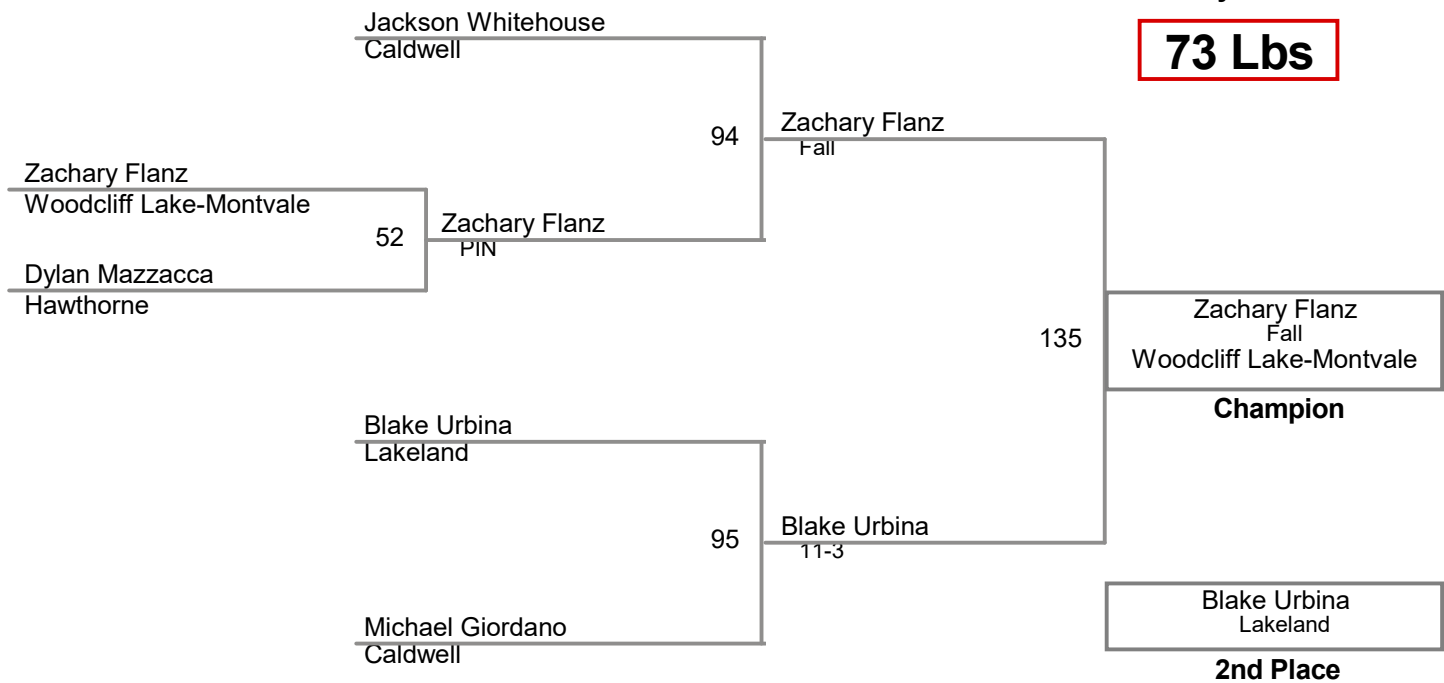 Jackson Whitehouse
Caldwell
73 Lbs
94
Zachary Flanz
Fall
Zachary Flanz
Woodcliff Lake-Montvale
52
Zachary Flanz
PIN
Dylan Mazzacca
Hawthorne
135
Zachary Flanz
Fall
Woodcliff Lake-Montvale
Champion
Blake Urbina
Lakeland
95
Blake Urbina
11-3
Michael Giordano
Caldwell
Blake Urbina
Lakeland
2nd Place